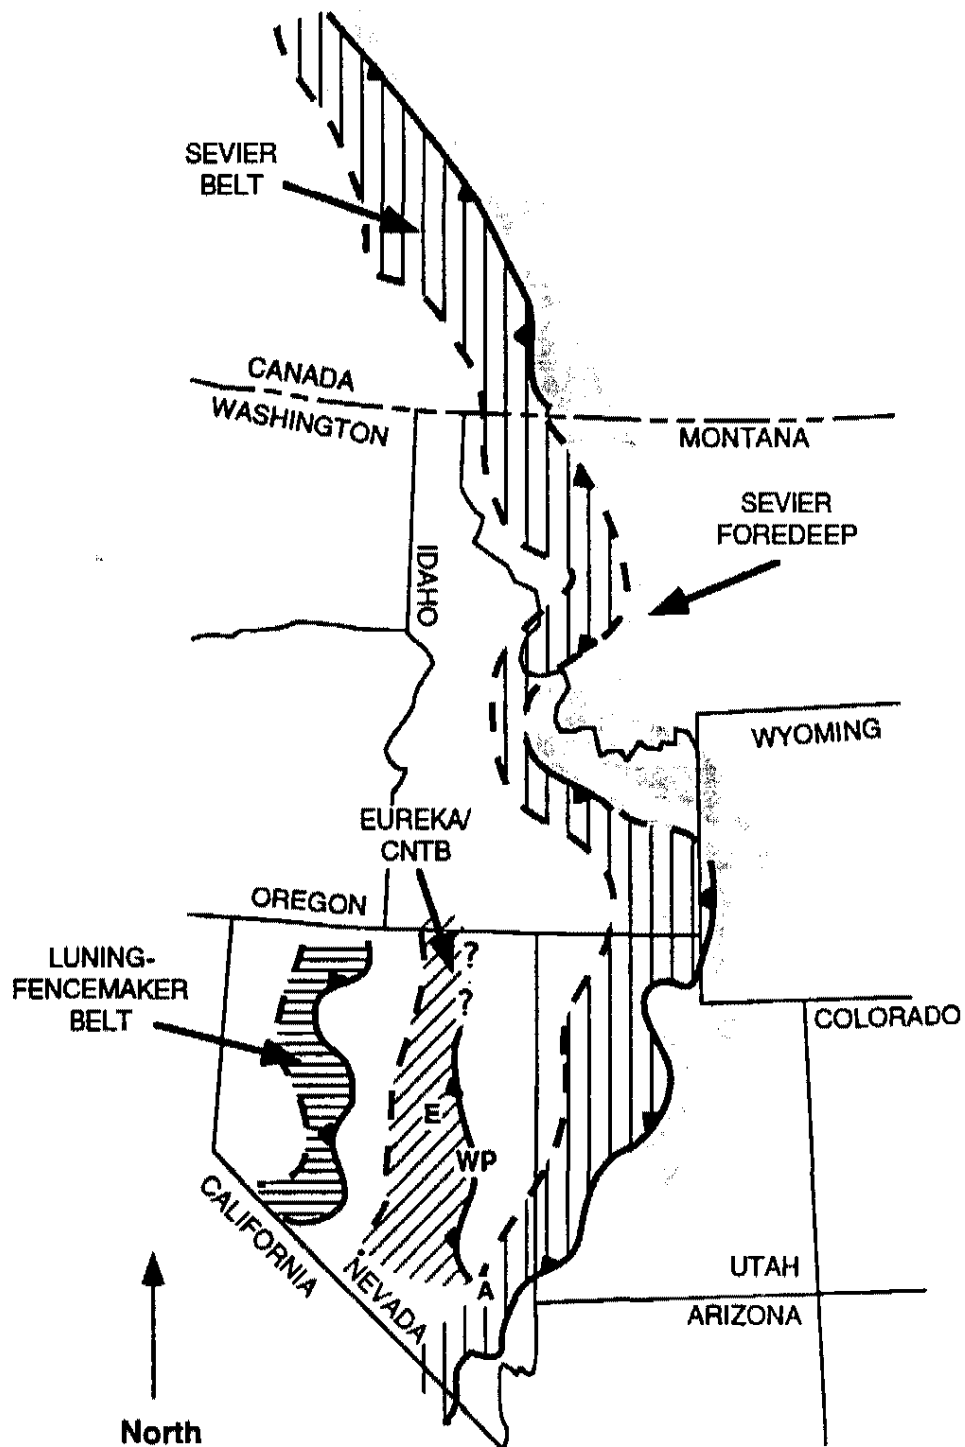 SEVIER
BELT
CANADA
WASHINGTON
MONTANA
SEVIER
FOREDEEP
IDAHO
WYOMING
EUREKA/
CNTB
OREGON
LUNING-
FENCEMAKER
BELT
?
?
COLORADO
E
WP
CALIFORNIA
NEVADA
A
UTAH
ARIZONA
North